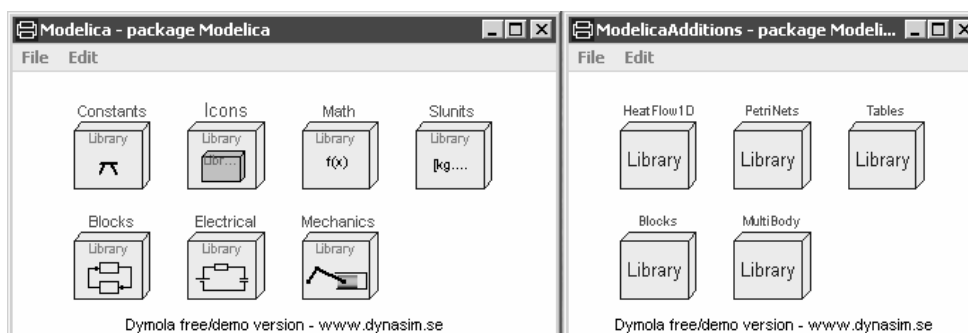 Modelica - package Modelica
File Edit
Constants Icons Math SIunits
Library Library Library Library
Libr... f(x) [kg....
Blocks Electrical Mechanics
Library Library Library
Dymola free/demo version - www.dynasim.se
ModelicaAdditions - package Modeli...
File Edit
HeatFlow1D PetriNets Tables
Library Library Library
Blocks MultiBody
Library Library
Dymola free/demo version - www.dynasim.se